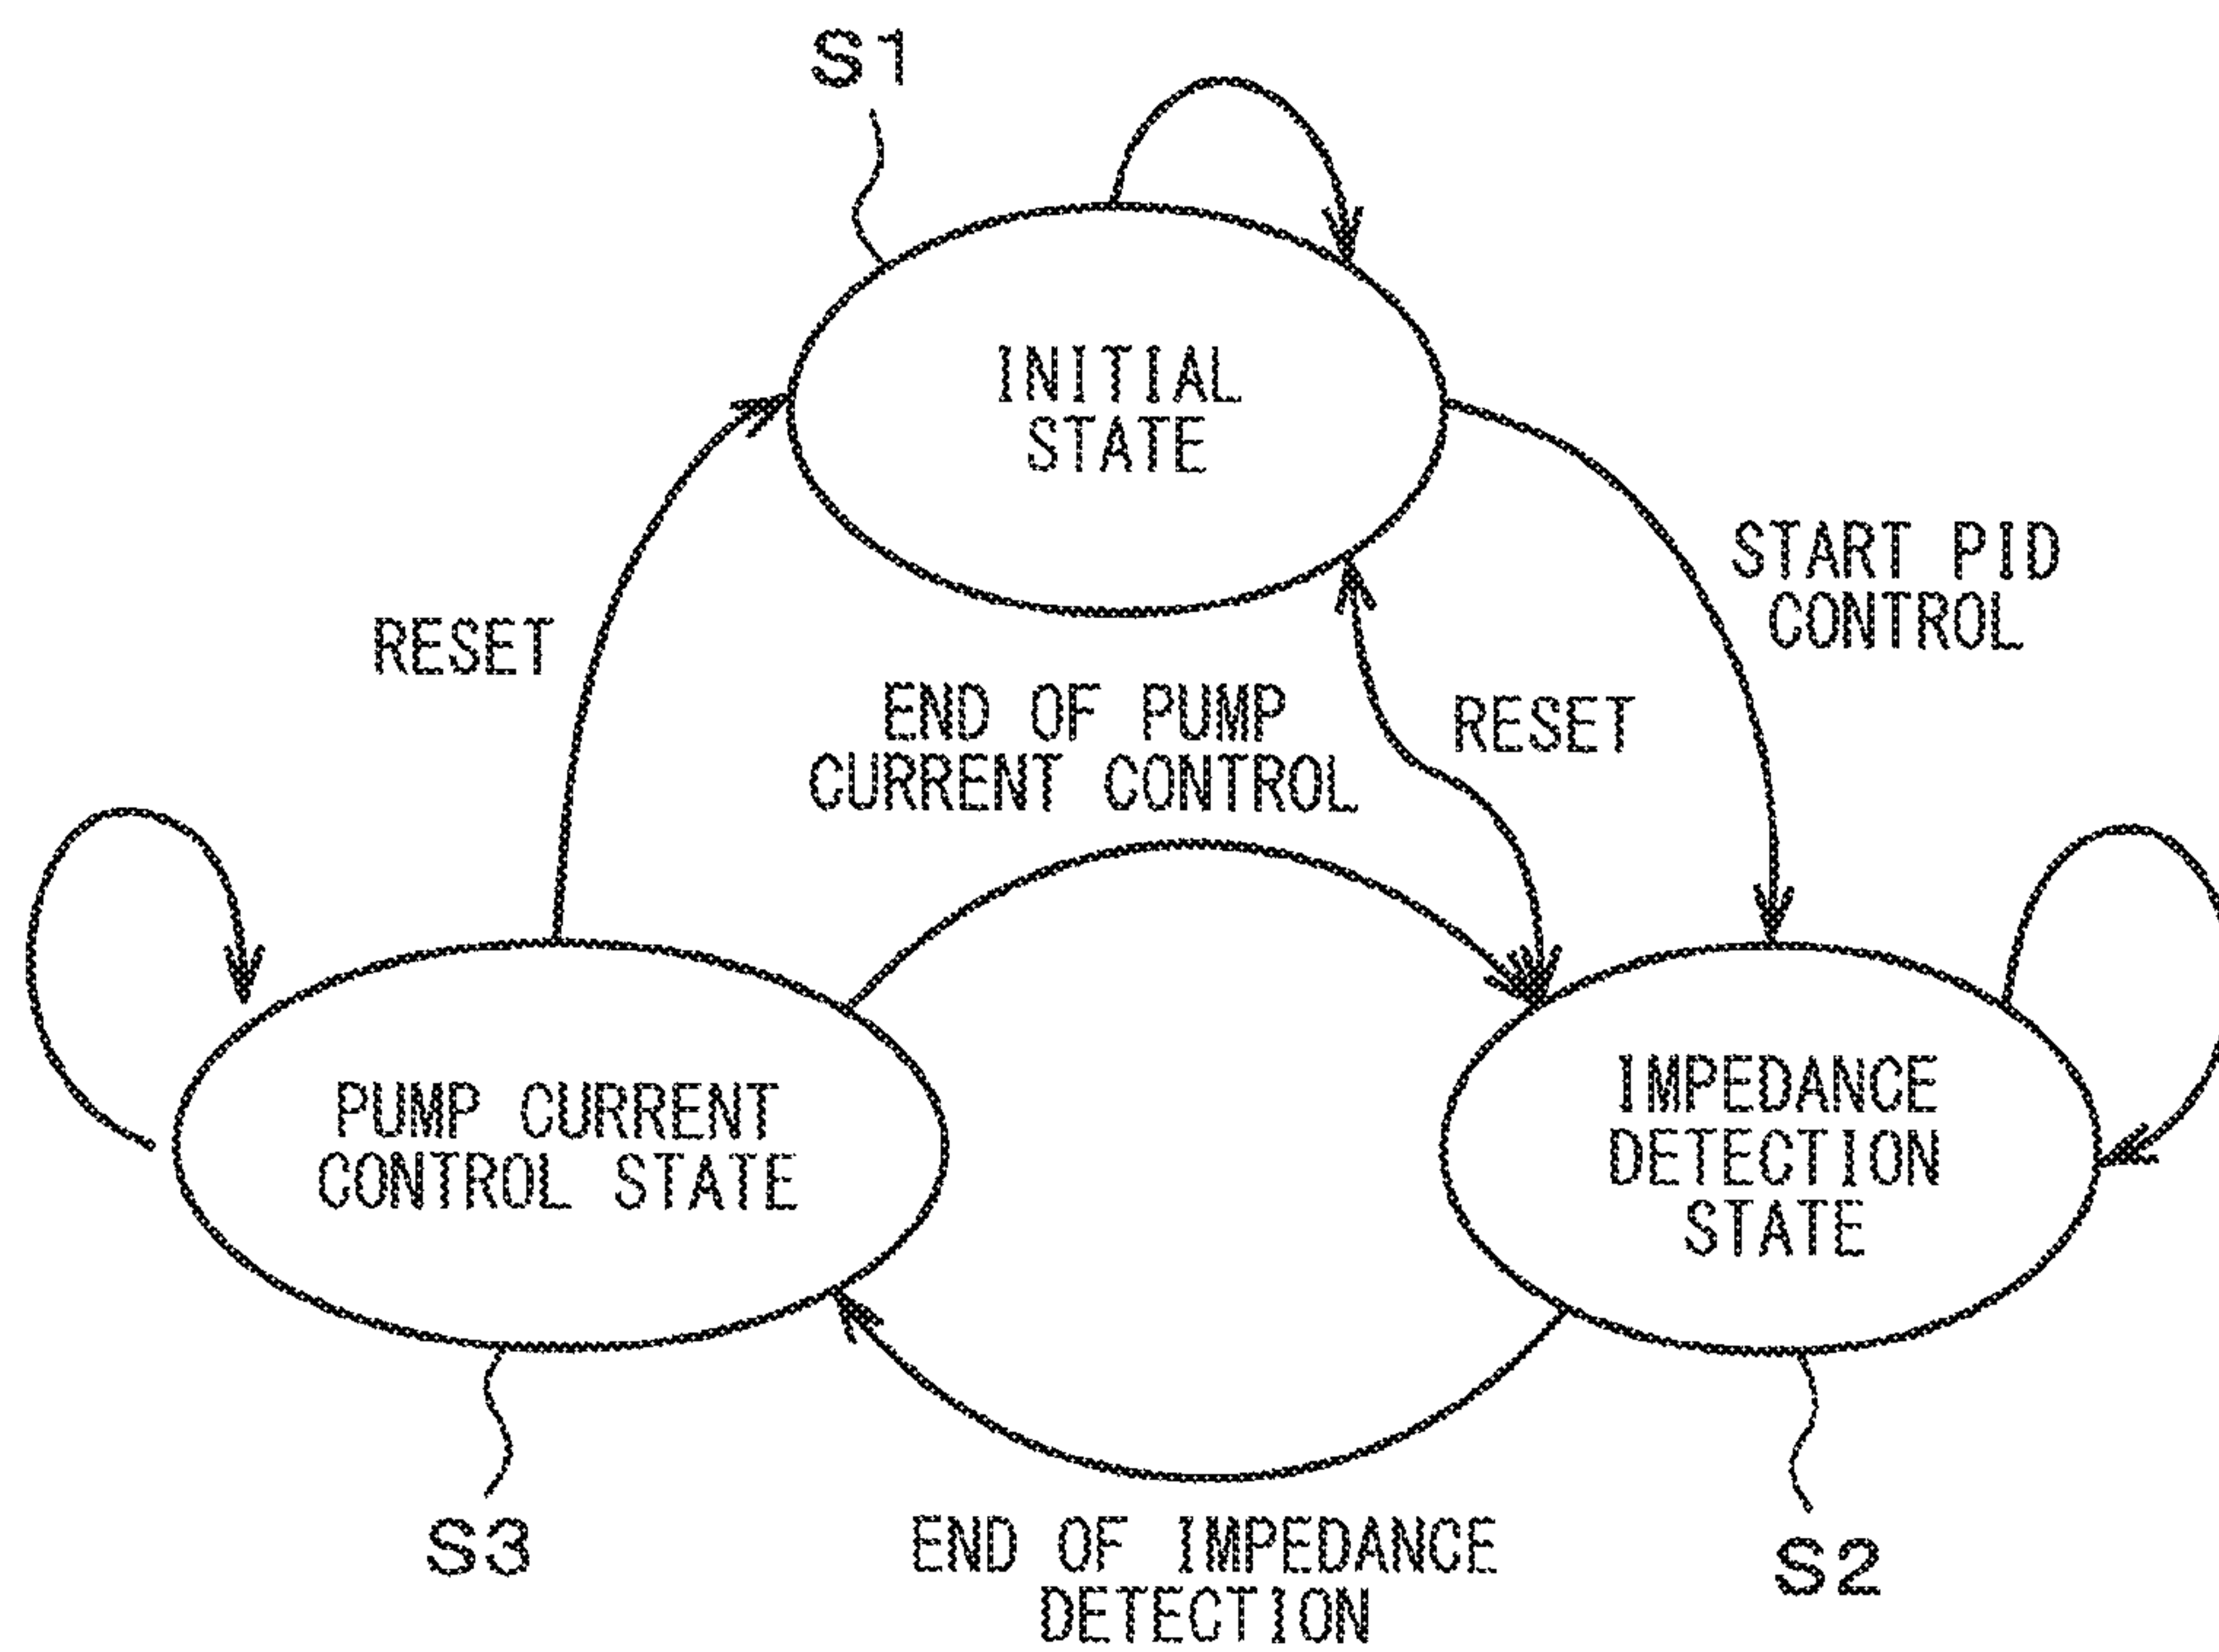 S1
INITIAL
STATE
START PID
CONTROL
RESET
END OF PUMP
CURRENT CONTROL
RESET
PUMP CURRENT
CONTROL STATE
IMPEDANCE
DETECTION
STATE
S3
END OF IMPEDANCE
DETECTION
S2